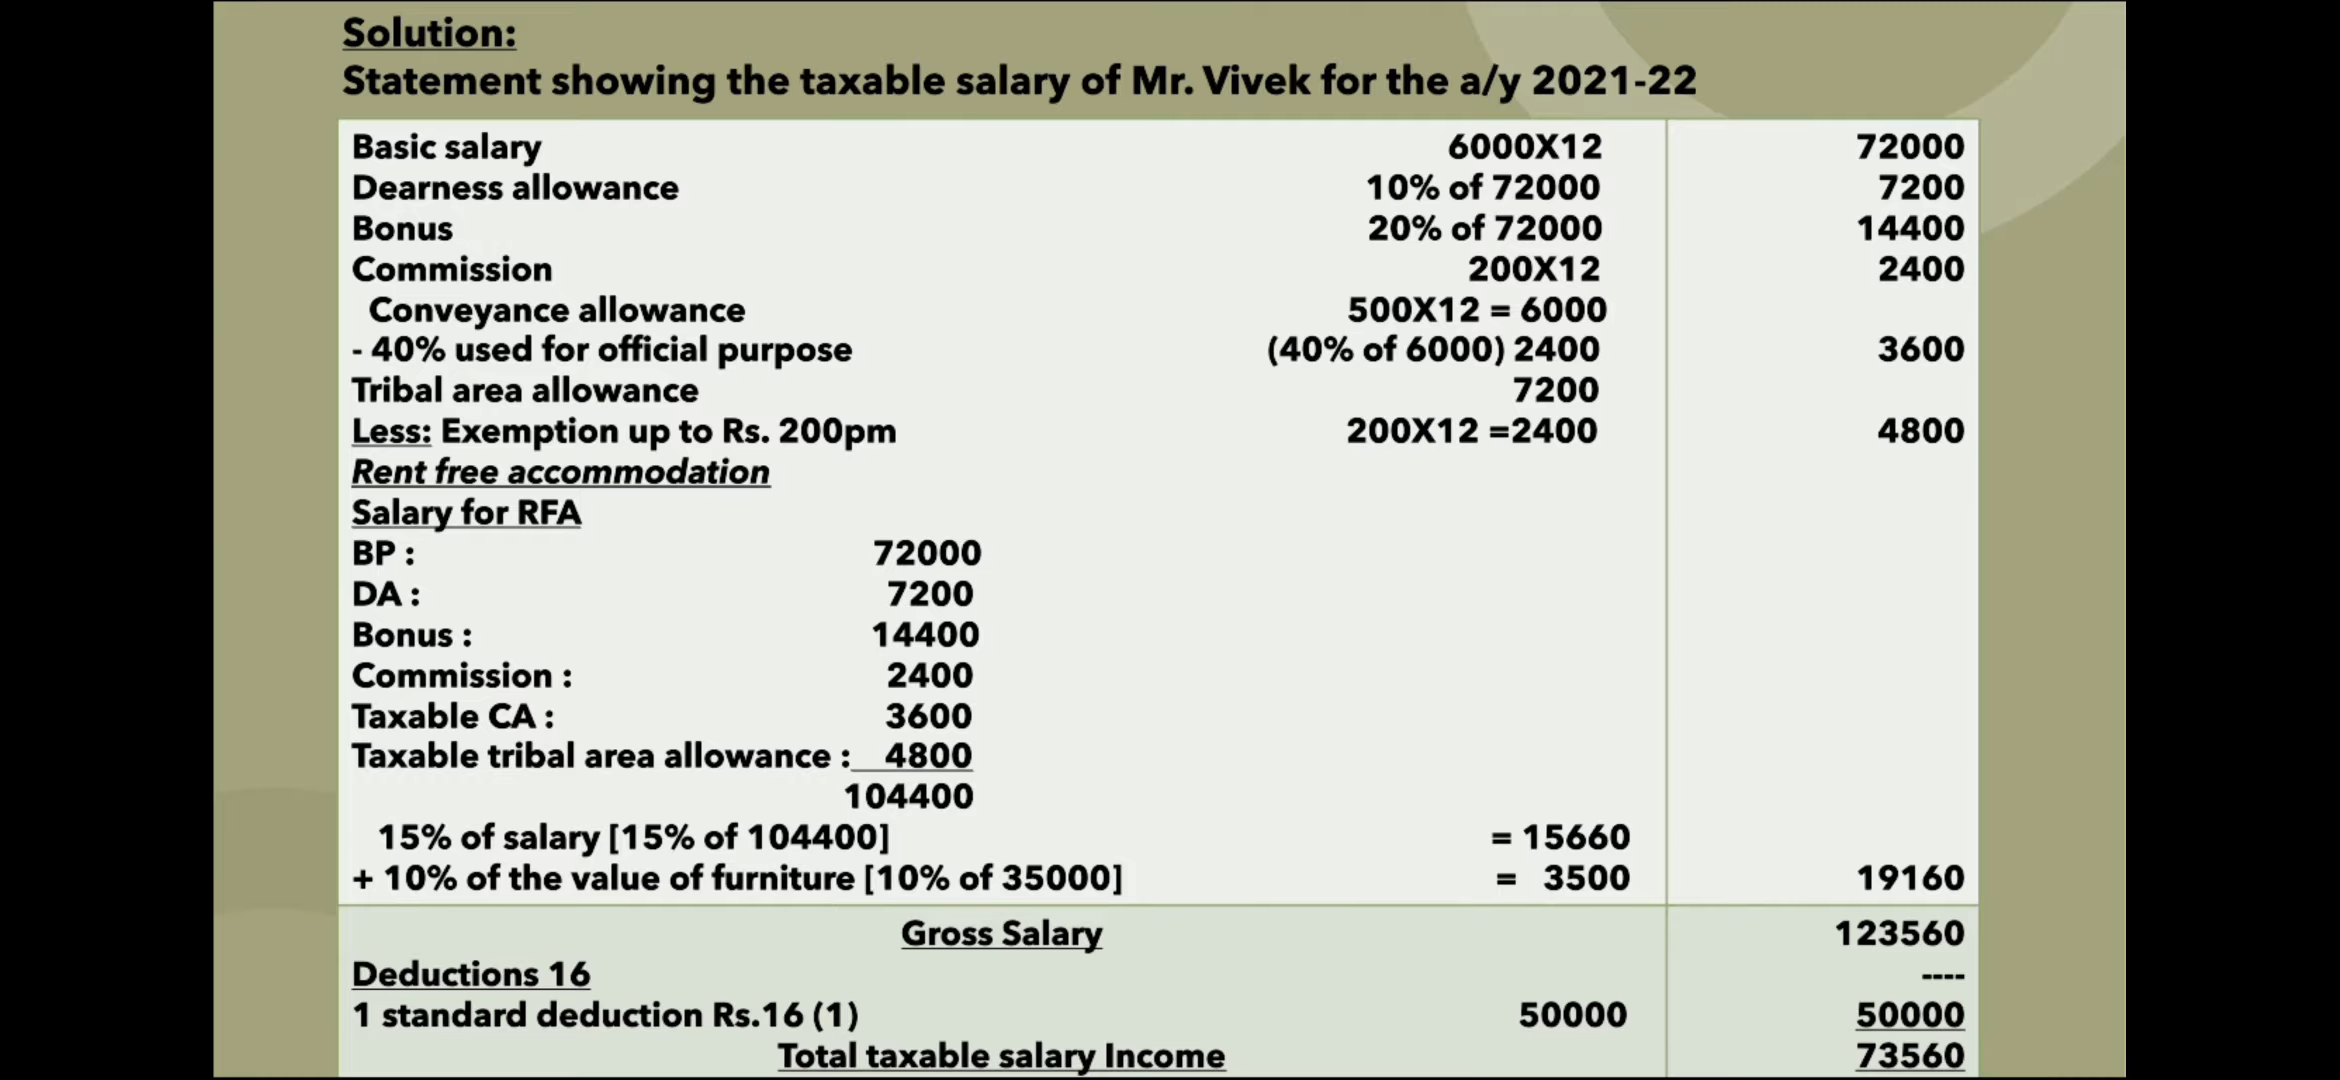 Solution:
Statement showing the taxable salary of Mr. Vivek for the a/y 2021-22
Basic salary 6000X12 72000
Dearness allowance 10% of 72000 7200
Bonus 20% of 72000 14400
Commission 200X12 2400
Conveyance allowance 500X12 = 6000
- 40% used for official purpose (40% of 6000) 2400 3600
Tribal area allowance 7200
Less: Exemption up to Rs. 200pm 200X12 =2400 4800
Rent free accommodation
Salary for RFA
BP : 72000
DA : 7200
Bonus : 14400
Commission : 2400
Taxable CA : 3600
Taxable tribal area allowance : 4800
104400
15% of salary [15% of 104400] = 15660
+ 10% of the value of furniture [10% of 35000] = 3500 19160
Gross Salary 123560
Deductions 16 ----
1 standard deduction Rs.16 (1) 50000 50000
Total taxable salary Income 73560